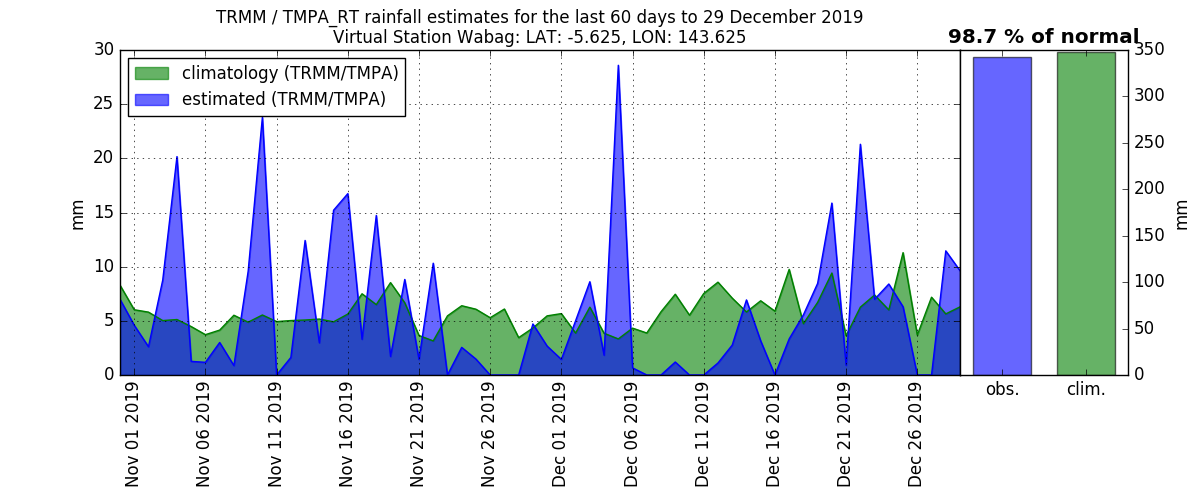 TRMM / TMPA_RT rainfall estimates for the last 60 days to 29 December 2019
Virtual Station Wabag: LAT: -5.625, LON: 143.625
98.7 % of normal
climatology (TRMM/TMPA)
estimated (TRMM/TMPA)
30
25
20
15
10
5
0
mm
Nov 01 2019
Nov 06 2019
Nov 11 2019
Nov 16 2019
Nov 21 2019
Nov 26 2019
Dec 01 2019
Dec 06 2019
Dec 11 2019
Dec 16 2019
Dec 21 2019
Dec 26 2019
obs.
clim.
350
300
250
200
150
100
50
0
mm